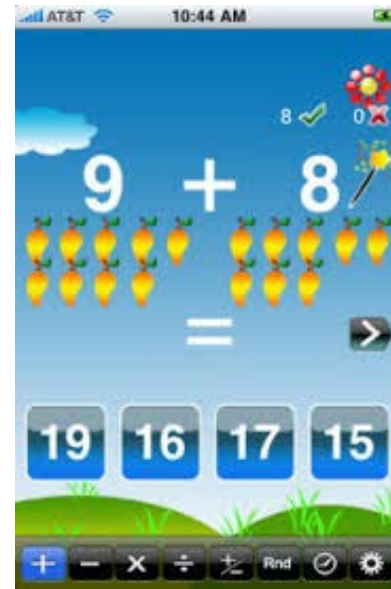 AT&T 10:44 AM
8 0
9 + 8
=
19 16 17 15
+ − × ÷ +/− Rnd